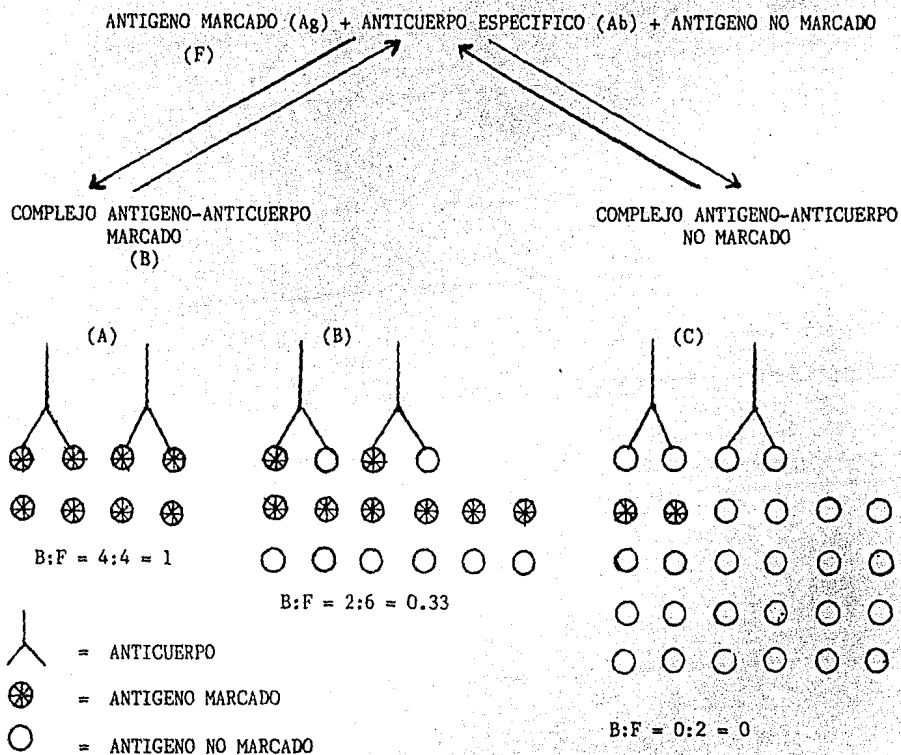 ANTIGENO MARCADO (Ag) + ANTICUERPO ESPECIFICO (Ab) + ANTIGENO NO MARCADO
(F)
COMPLEJO ANTIGENO-ANTICUERPO
MARCADO
(B)
COMPLEJO ANTIGENO-ANTICUERPO
NO MARCADO
(A)
(B)
(C)
B:F = 4:4 = 1
B:F = 2:6 = 0.33
= ANTICUERPO
= ANTIGENO MARCADO
= ANTIGENO NO MARCADO
B:F = 0:2 = 0